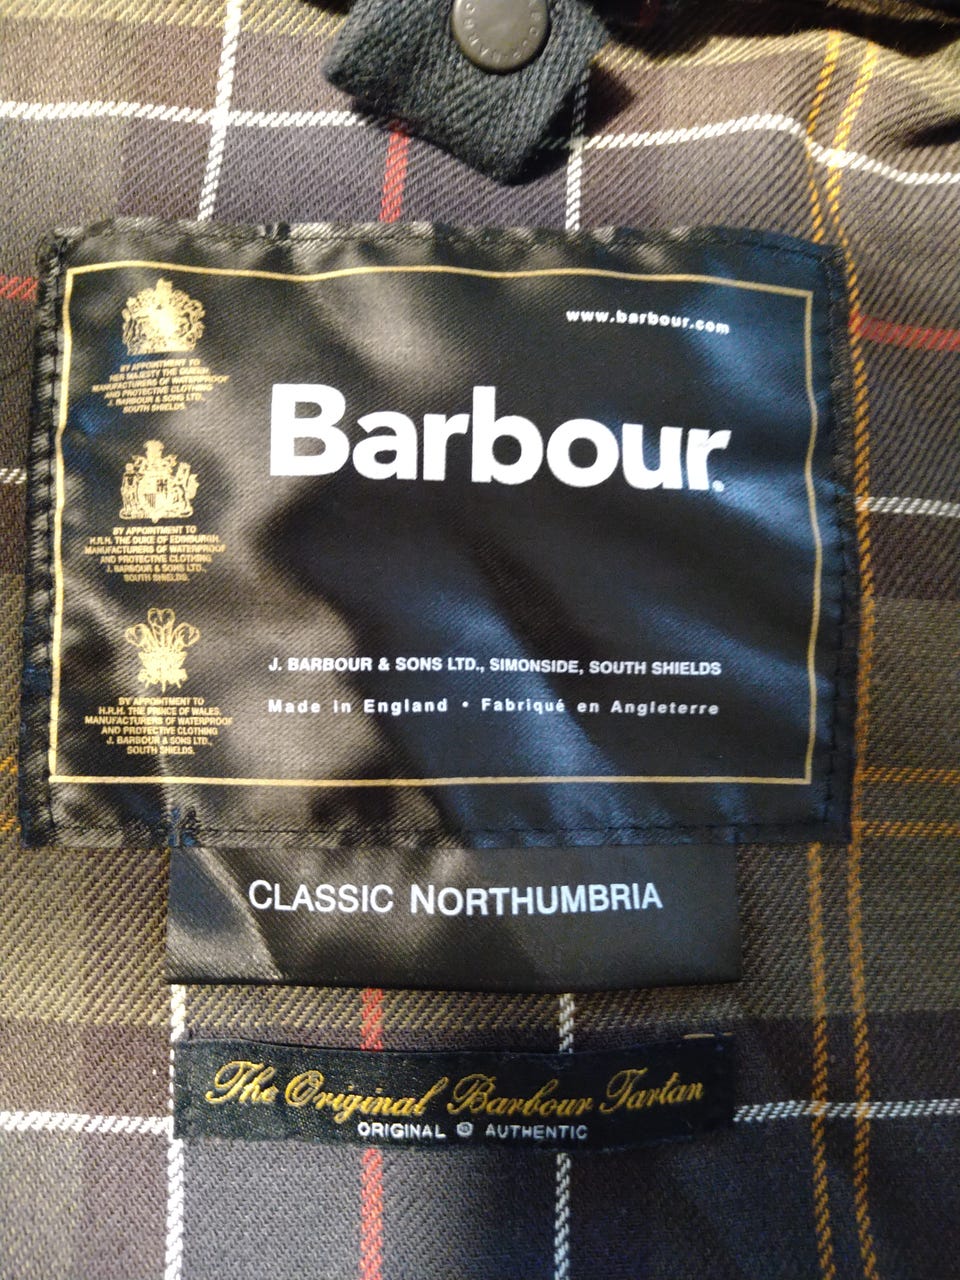 www.barbour.com
BY APPOINTMENT TO
HER MAJESTY THE QUEEN
MANUFACTURERS OF WATERPROOF
AND PROTECTIVE CLOTHING
J. BARBOUR & SONS LTD.,
SOUTH SHIELDS.
Barbour.
BY APPOINTMENT TO
H.R.H. THE DUKE OF EDINBURGH
MANUFACTURERS OF WATERPROOF
AND PROTECTIVE CLOTHING
J. BARBOUR & SONS LTD.,
SOUTH SHIELDS.
BY APPOINTMENT TO
H.R.H. THE PRINCE OF WALES
MANUFACTURERS OF WATERPROOF
AND PROTECTIVE CLOTHING
J. BARBOUR & SONS LTD.,
SOUTH SHIELDS.
J. BARBOUR & SONS LTD., SIMONSIDE, SOUTH SHIELDS
Made in England • Fabriqué en Angleterre
CLASSIC NORTHUMBRIA
The Original Barbour Tartan
ORIGINAL AUTHENTIC